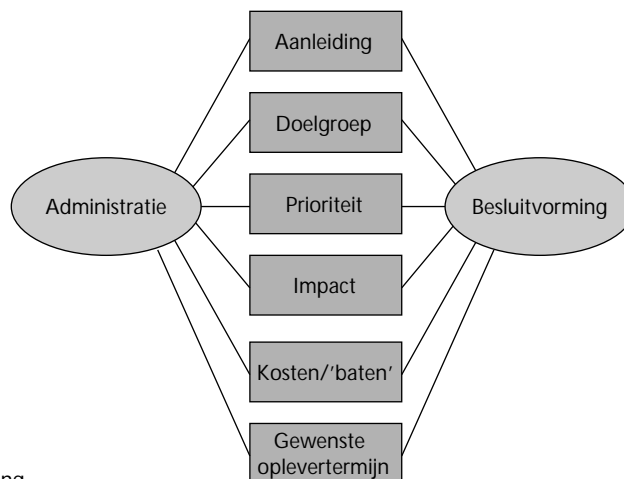 Aanleiding
Doelgroep
Administratie
Prioriteit
Besluitvorming
Impact
Kosten/'baten'
Gewenste
oplevertermijn